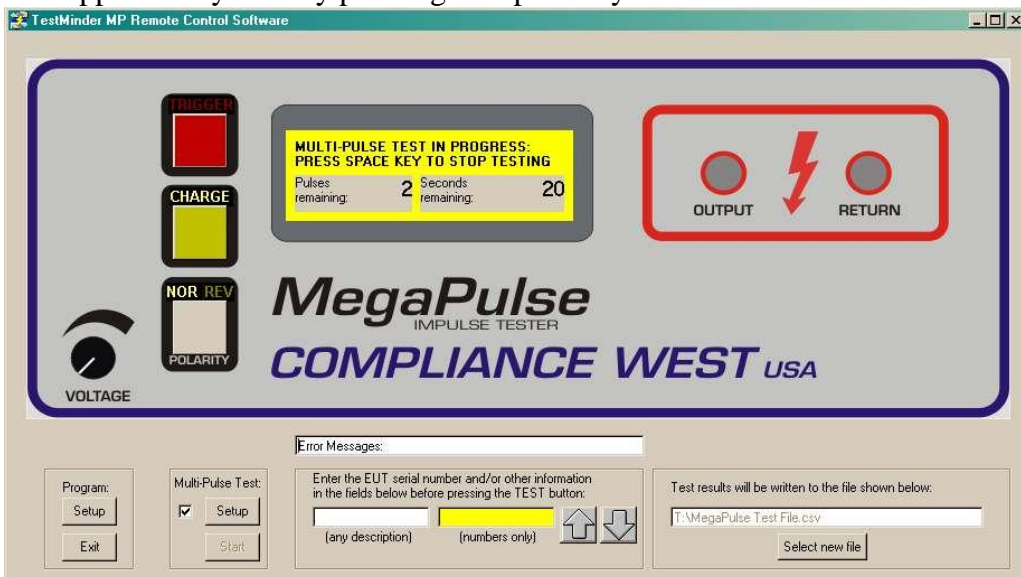 TestMinder MP Remote Control Software
TRIGGER
MULTI-PULSE TEST IN PROGRESS:
PRESS SPACE KEY TO STOP TESTING
Pulses remaining: 2 Seconds remaining: 20
CHARGE
OUTPUT
RETURN
NOR REV
POLARITY
MegaPulse
IMPULSE TESTER
COMPLIANCE WEST USA
VOLTAGE
Error Messages:
Program:
Setup
Exit
Multi-Pulse Test:
Setup
Start
Enter the EUT serial number and/or other information
in the fields below before pressing the TEST button:
(any description)
(numbers only)
Test results will be written to the file shown below:
T:\MegaPulse Test File.csv
Select new file